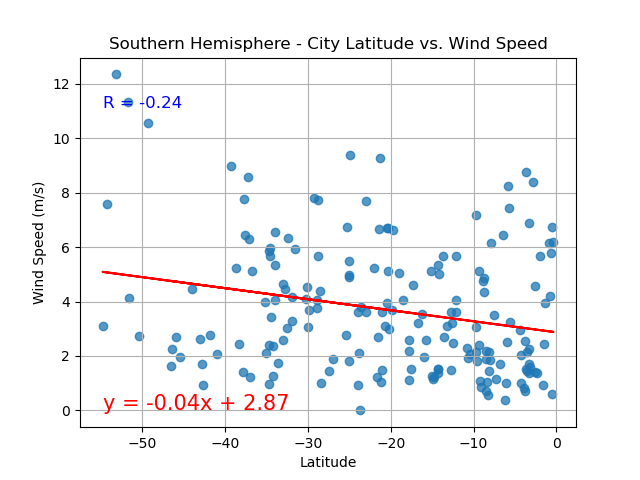 Southern Hemisphere - City Latitude vs. Wind Speed
12
R = -0.24
10
8
6
4
2
0
y = -0.04x + 2.87
Wind Speed (m/s)
−50
−40
−30
−20
−10
0
Latitude